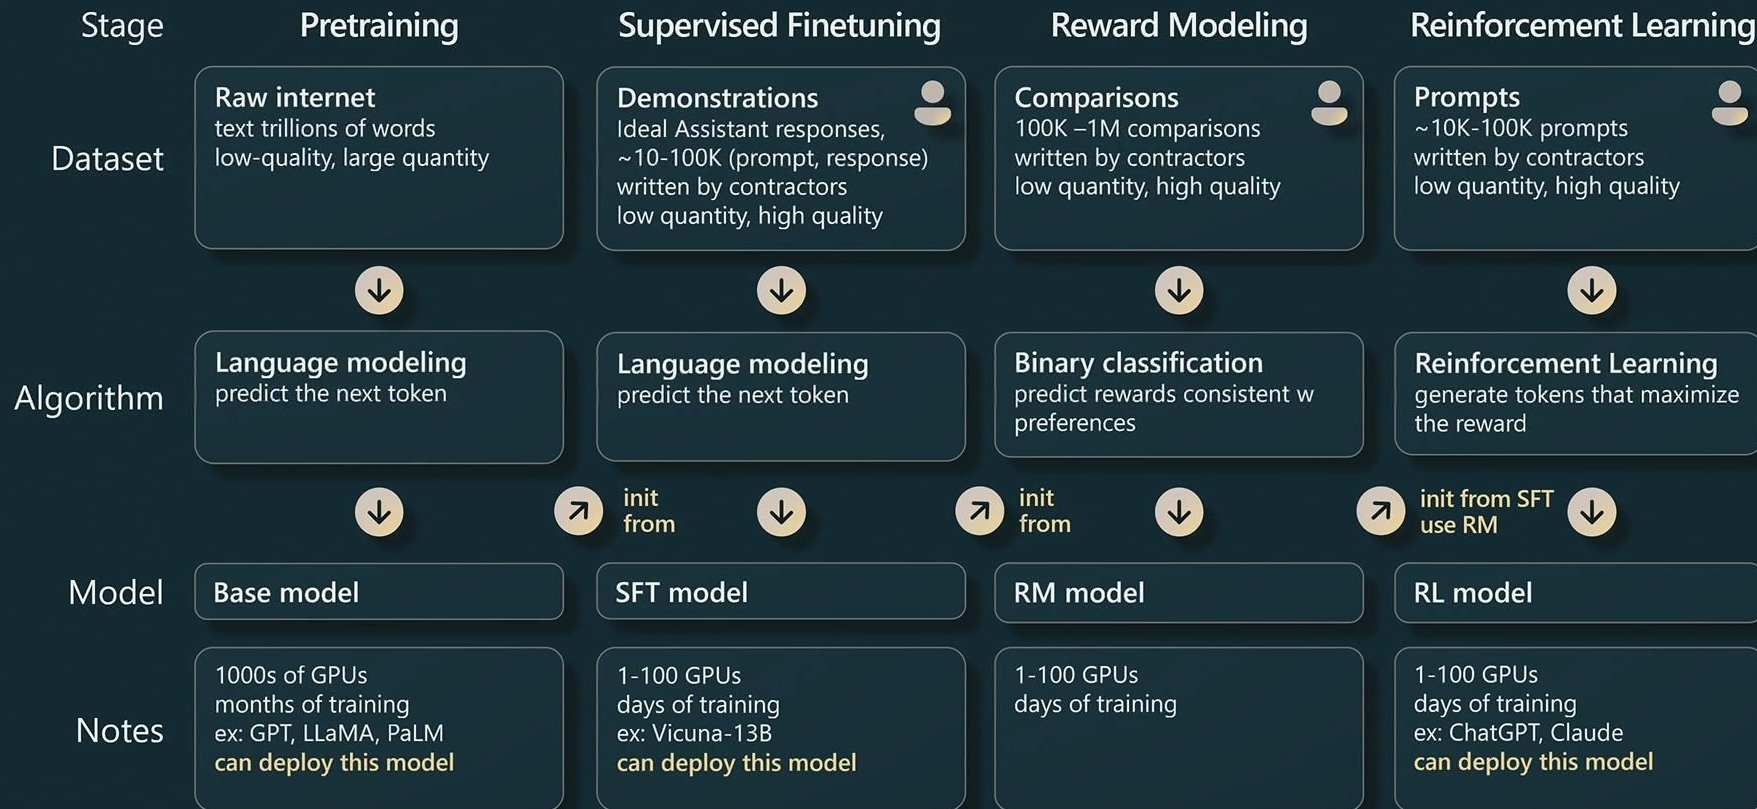 Stage
Pretraining
Supervised Finetuning
Reward Modeling
Reinforcement Learning
Dataset
Raw internet
text trillions of words
low-quality, large quantity
Demonstrations
Ideal Assistant responses,
~10-100K (prompt, response)
written by contractors
low quantity, high quality
Comparisons
100K –1M comparisons
written by contractors
low quantity, high quality
Prompts
~10K-100K prompts
written by contractors
low quantity, high quality
Algorithm
Language modeling
predict the next token
Language modeling
predict the next token
Binary classification
predict rewards consistent w
preferences
Reinforcement Learning
generate tokens that maximize
the reward
init
from
init
from
init from SFT
use RM
Model
Base model
SFT model
RM model
RL model
Notes
1000s of GPUs
months of training
ex: GPT, LLaMA, PaLM
can deploy this model
1-100 GPUs
days of training
ex: Vicuna-13B
can deploy this model
1-100 GPUs
days of training
1-100 GPUs
days of training
ex: ChatGPT, Claude
can deploy this model